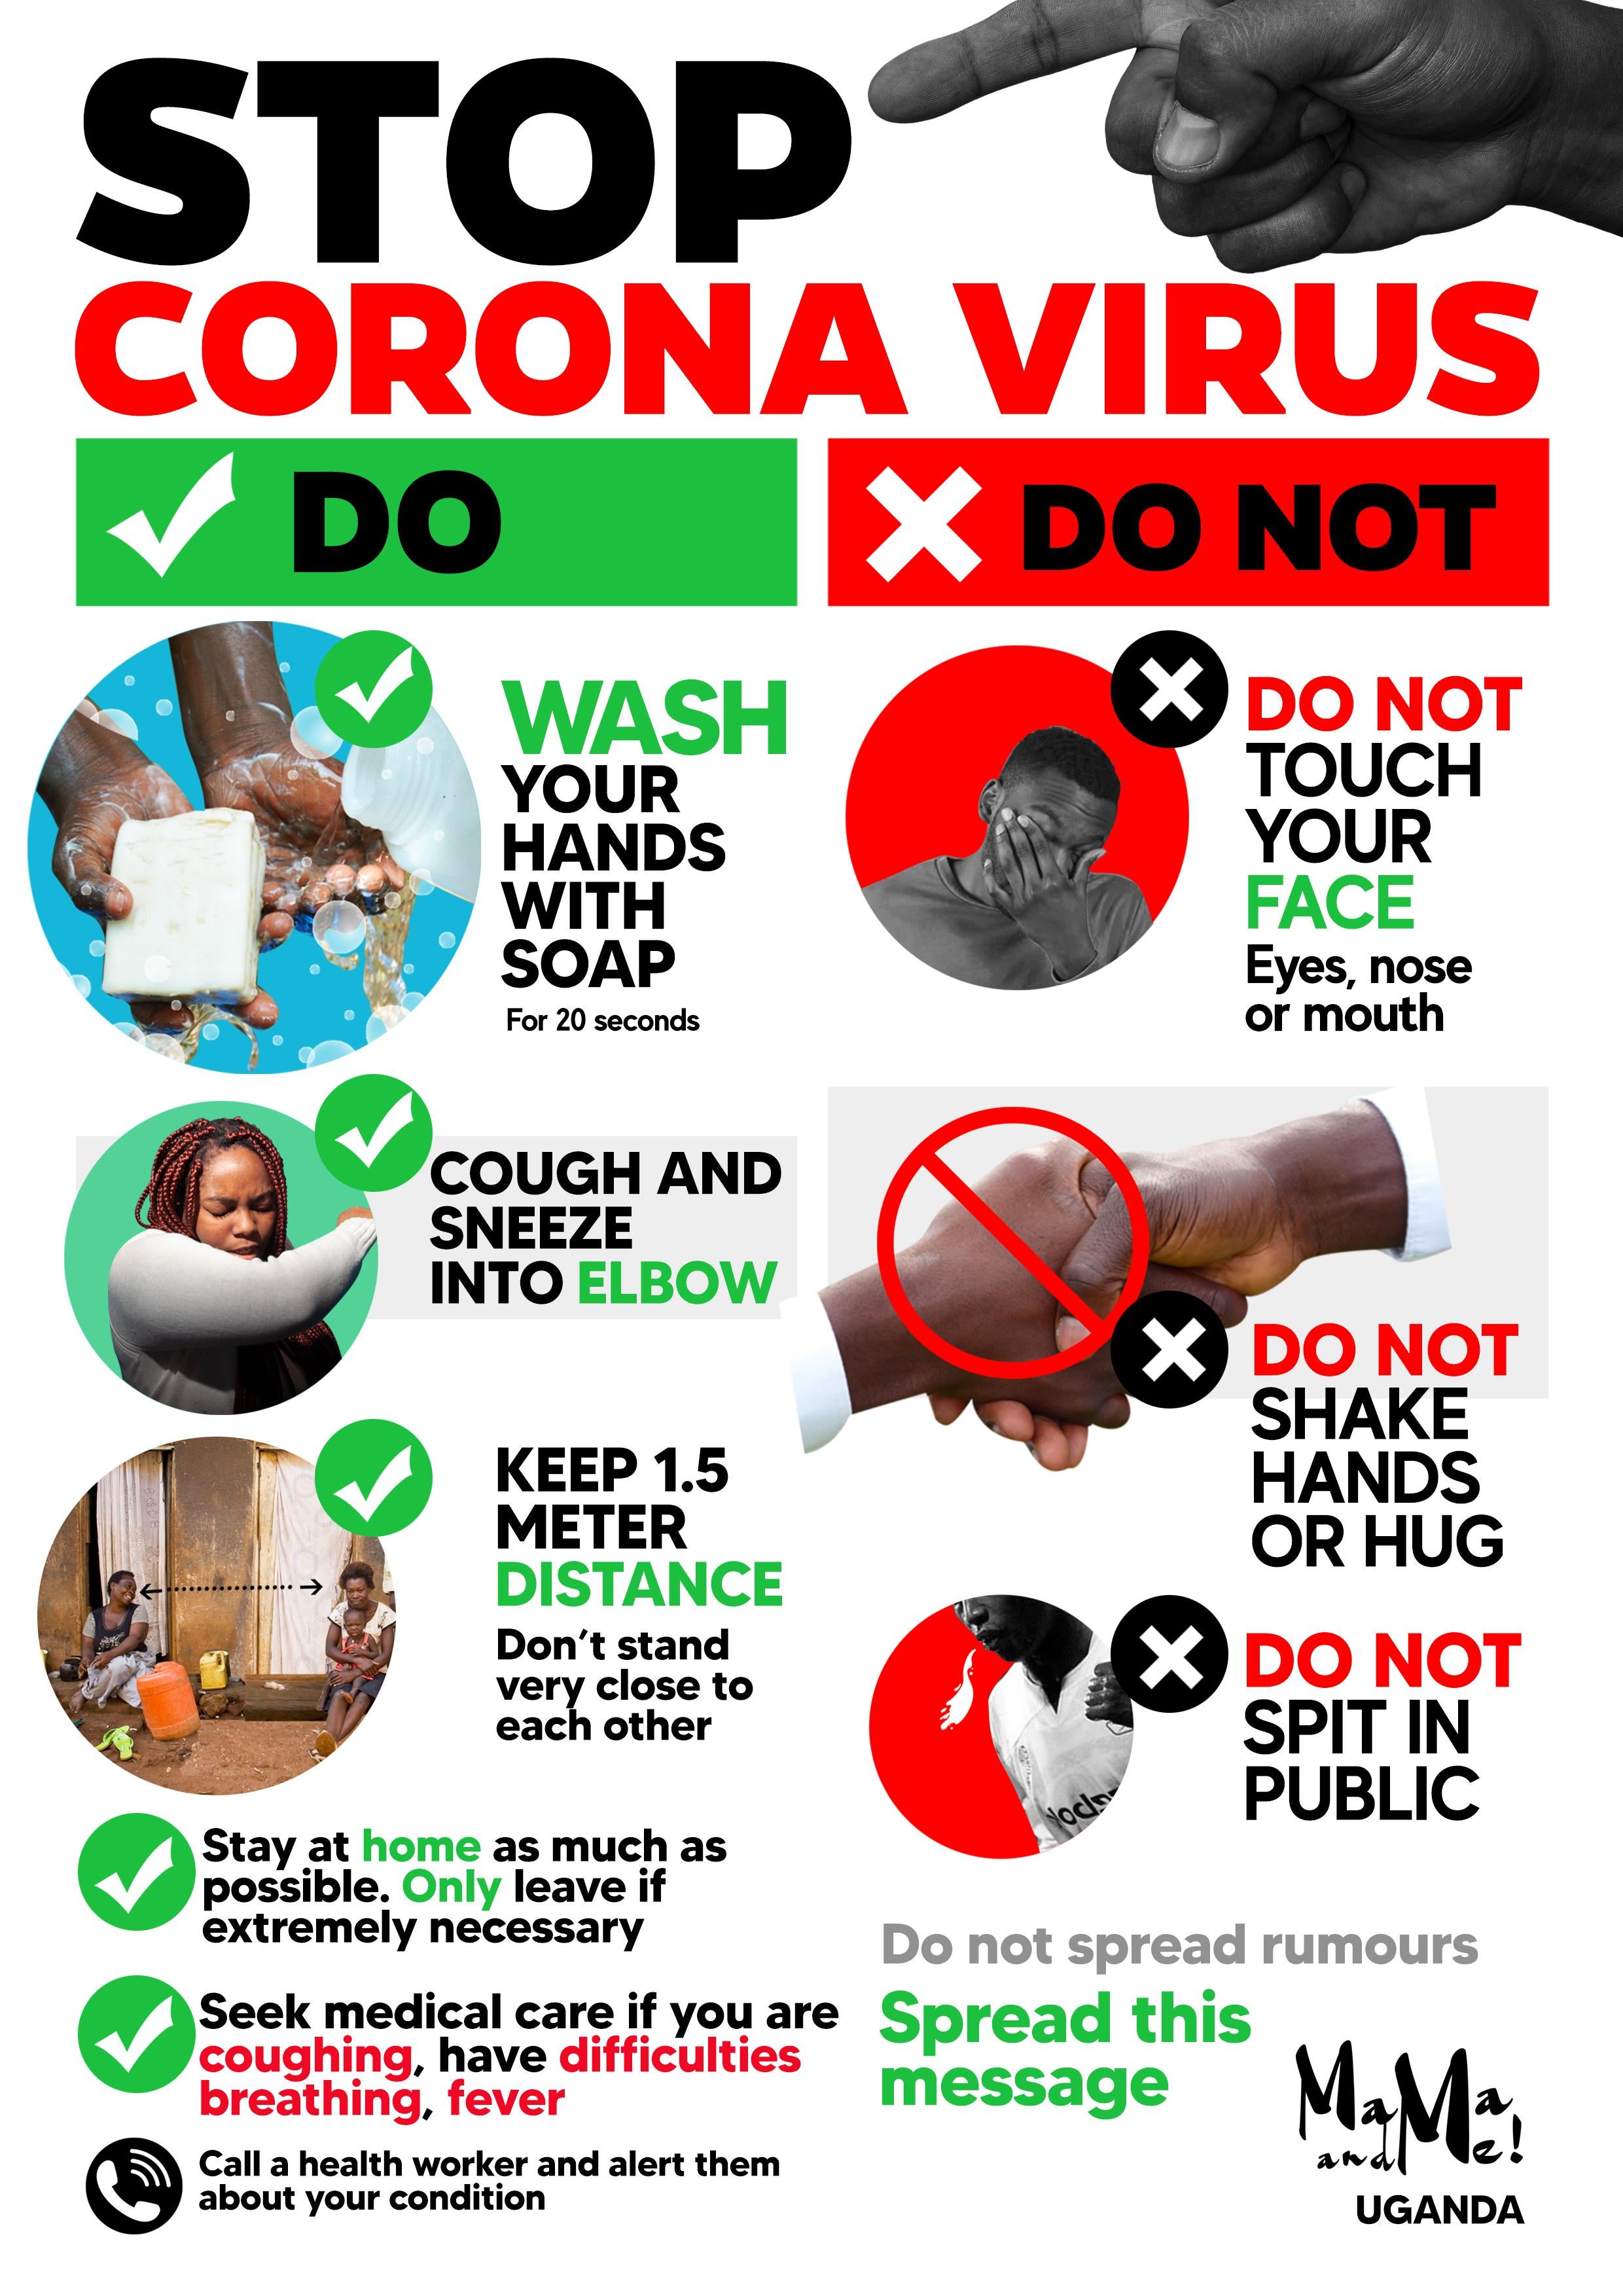 STOP
CORONA VIRUS
DO
WASH
YOUR
HANDS
WITH
SOAP
For 20 seconds
COUGH AND
SNEEZE
INTO ELBOW
KEEP 1.5
METER
DISTANCE
Don't stand
very close to
each other
Stay at home as much as
possible. Only leave if
extremely necessary
Seek medical care if you are
coughing, have difficulties
breathing, fever
Call a health worker and alert them
about your condition
DO NOT
DO NOT
TOUCH
YOUR
FACE
Eyes, nose
or mouth
DO NOT
SHAKE
HANDS
OR HUG
DO NOT
SPIT IN
PUBLIC
Do not spread rumours
Spread this
message
MaMa
and Me!
UGANDA